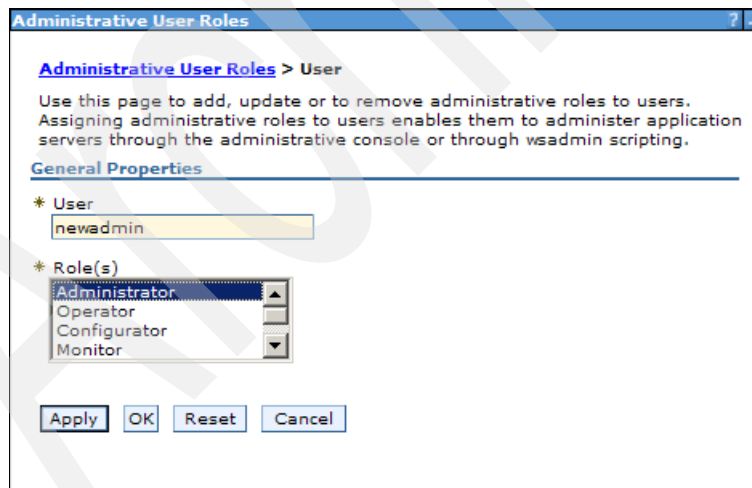 Administrative User Roles ? -
Administrative User Roles > User
Use this page to add, update or to remove administrative roles to users.
Assigning administrative roles to users enables them to administer application
servers through the administrative console or through wsadmin scripting.
General Properties
* User
newadmin
* Role(s)
Administrator
Operator
Configurator
Monitor
Apply OK Reset Cancel